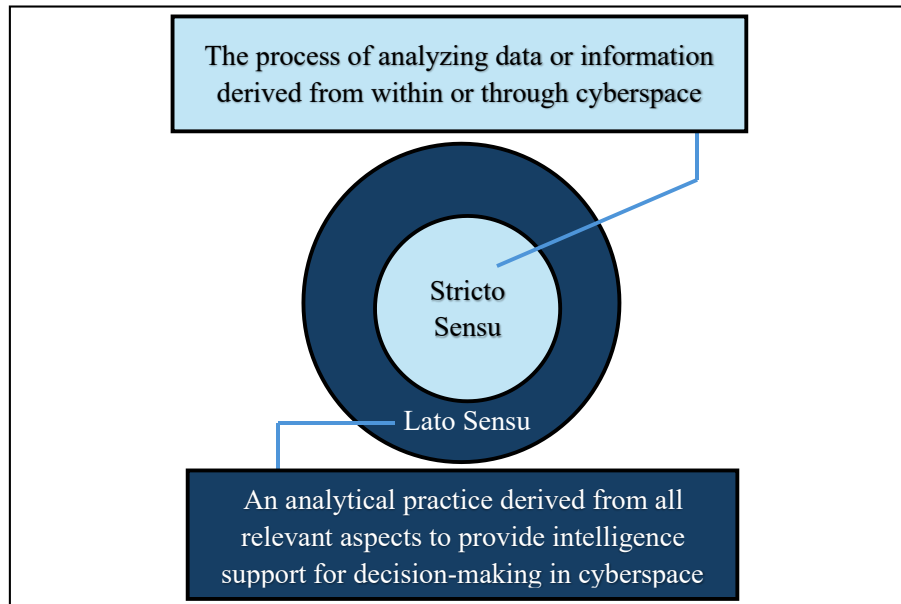 The process of analyzing data or information
derived from within or through cyberspace
Stricto
Sensu
Lato Sensu
An analytical practice derived from all
relevant aspects to provide intelligence
support for decision-making in cyberspace